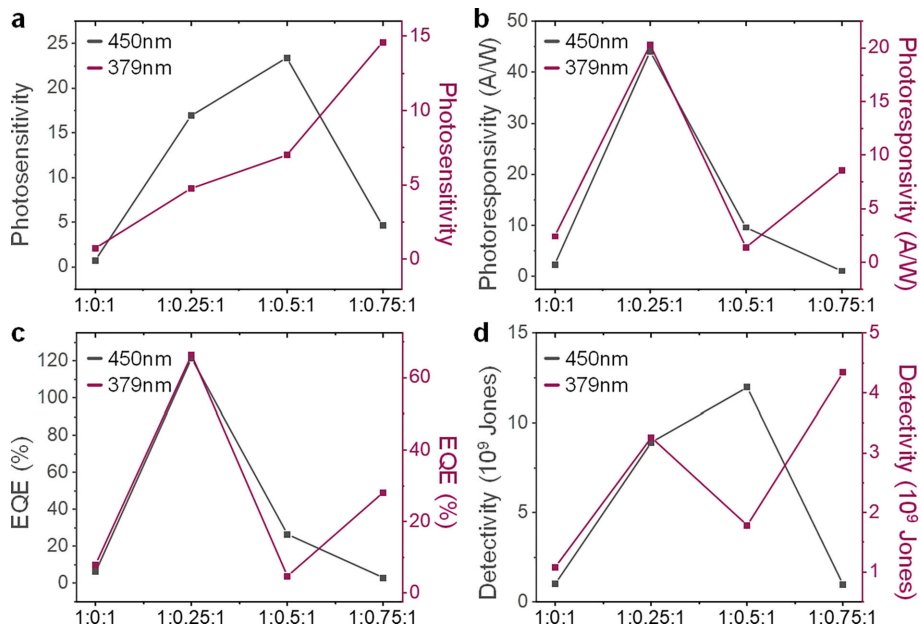 a
450nm
379nm
Photosensitivity
25
20
15
10
5
0
15
10
5
0
Photosensitivity
1:0:1
1:0.25:1
1:0.5:1
1:0.75:1
b
450nm
379nm
Photoresponsivity (A/W)
50
40
30
20
10
0
20
15
10
5
0
Photoresponsivity (A/W)
1:0:1
1:0.25:1
1:0.5:1
1:0.75:1
c
450nm
379nm
EQE (%)
120
100
80
60
40
20
0
60
40
20
0
EQE (%)
1:0:1
1:0.25:1
1:0.5:1
1:0.75:1
d
450nm
379nm
Detectivity (10⁹ Jones)
15
10
5
0
5
4
3
2
1
Detectivity (10⁹ Jones)
1:0:1
1:0.25:1
1:0.5:1
1:0.75:1